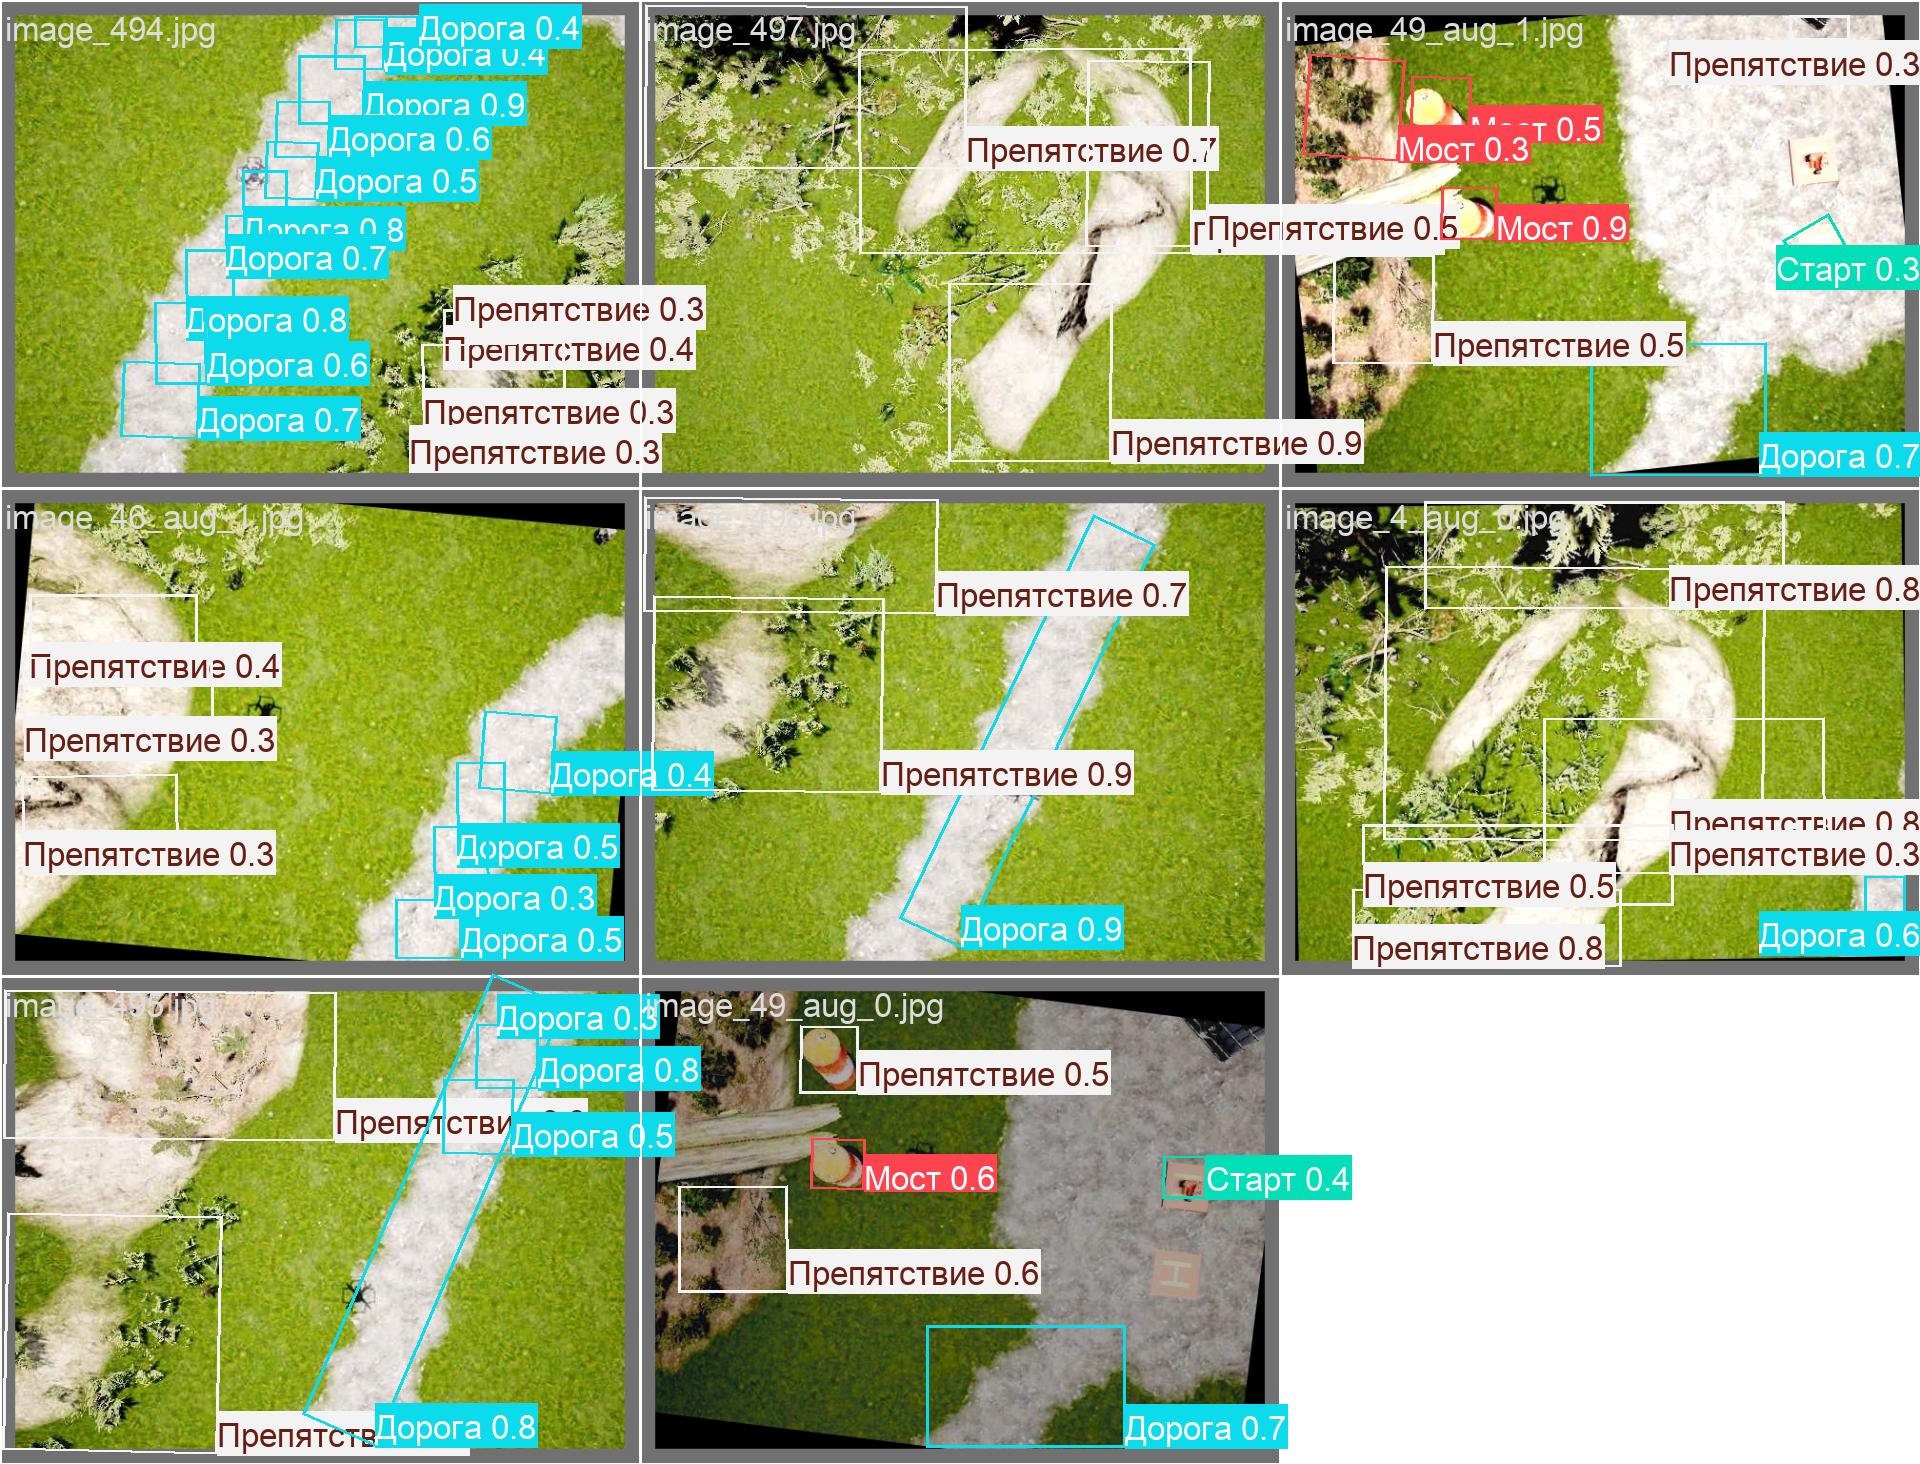 image_494.jpg
Дорога 0.4
Дорога 0.4
Дорога 0.9
Дорога 0.6
Дорога 0.5
Дорога 0.8
Дорога 0.7
Дорога 0.8
Дорога 0.6
Дорога 0.7
Препятствие 0.3
Препятствие 0.4
Препятствие 0.3
Препятствие 0.3
image_497.jpg
Препятствие 0.7
Препятствие 0.5
Препятствие 0.9
image_49_aug_1.jpg
Препятствие 0.3
Мост 0.5
Мост 0.3
Мост 0.9
Старт 0.3
Препятствие 0.5
Дорога 0.7
image_46_aug_1.jpg
Препятствие 0.4
Препятствие 0.3
Препятствие 0.3
Дорога 0.4
Дорога 0.5
Дорога 0.3
Дорога 0.5
Препятствие 0.7
Препятствие 0.9
Дорога 0.9
image_4_aug_0.jpg
Препятствие 0.8
Препятствие 0.8
Препятствие 0.3
Препятствие 0.5
Дорога 0.6
Препятствие 0.8
image_495.jpg
Дорога 0.3
Дорога 0.8
Дорога 0.5
Дорога 0.8
image_49_aug_0.jpg
Препятствие 0.5
Мост 0.6
Старт 0.4
Препятствие 0.6
H
Дорога 0.7